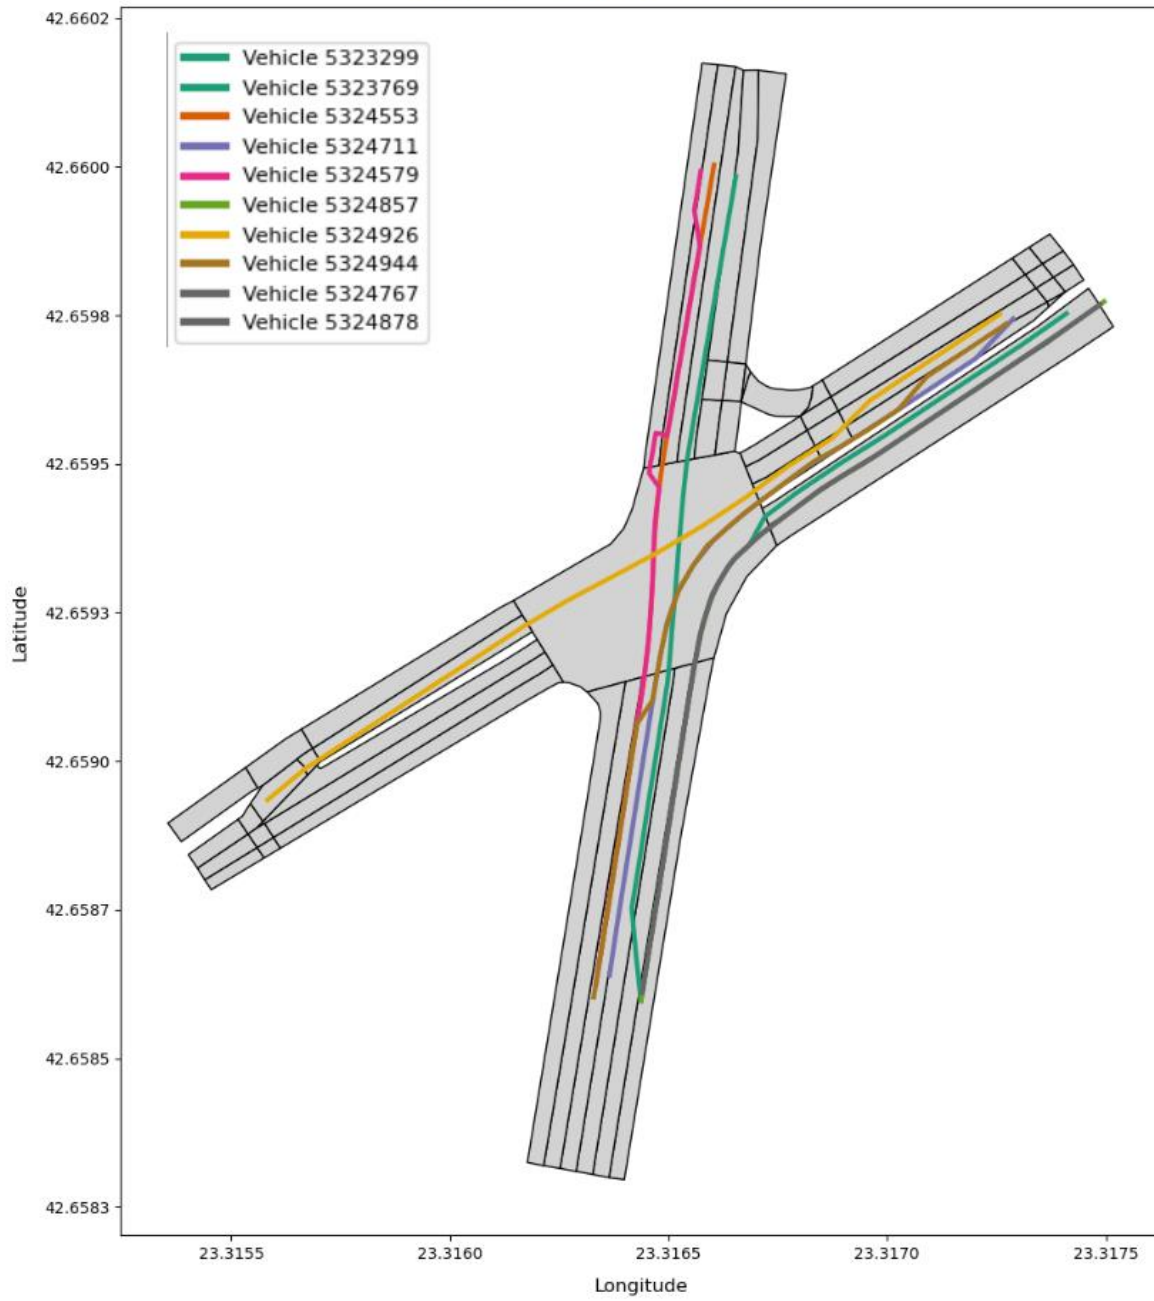 42.6602
Vehicle 5323299
Vehicle 5323769
Vehicle 5324553
Vehicle 5324711
Vehicle 5324579
Vehicle 5324857
Vehicle 5324926
Vehicle 5324944
Vehicle 5324767
Vehicle 5324878
42.6600
42.6598
42.6595
42.6593
42.6590
42.6587
42.6585
42.6583
Latitude
23.3155
23.3160
23.3165
23.3170
23.3175
Longitude